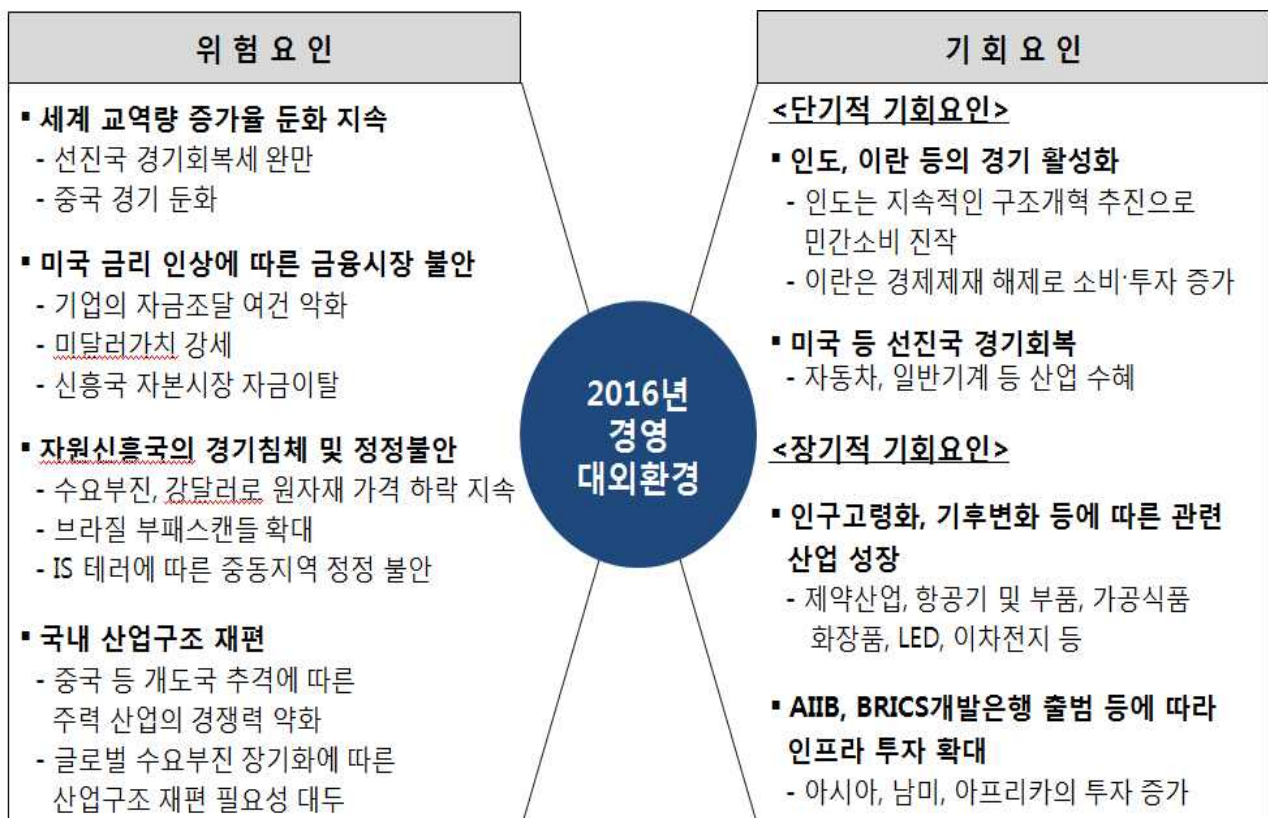 위 험 요 인
▪ 세계 교역량 증가율 둔화 지속
- 선진국 경기회복세 완만
- 중국 경기 둔화
▪ 미국 금리 인상에 따른 금융시장 불안
- 기업의 자금조달 여건 악화
- 미달러가치 강세
- 신흥국 자본시장 자금이탈
▪ 자원신흥국의 경기침체 및 정정불안
- 수요부진, 강달러로 원자재 가격 하락 지속
- 브라질 부패스캔들 확대
- IS 테러에 따른 중동지역 정정 불안
▪ 국내 산업구조 재편
- 중국 등 개도국 추격에 따른
주력 산업의 경쟁력 약화
- 글로벌 수요부진 장기화에 따른
산업구조 재편 필요성 대두
2016년
경영
대외환경
기 회 요 인
<단기적 기회요인>
▪ 인도, 이란 등의 경기 활성화
- 인도는 지속적인 구조개혁 추진으로
민간소비 진작
- 이란은 경제제재 해제로 소비·투자 증가
▪ 미국 등 선진국 경기회복
- 자동차, 일반기계 등 산업 수혜
<장기적 기회요인>
▪ 인구고령화, 기후변화 등에 따른 관련
산업 성장
- 제약산업, 항공기 및 부품, 가공식품
화장품, LED, 이차전지 등
▪ AIIB, BRICS개발은행 출범 등에 따라
인프라 투자 확대
- 아시아, 남미, 아프리카의 투자 증가